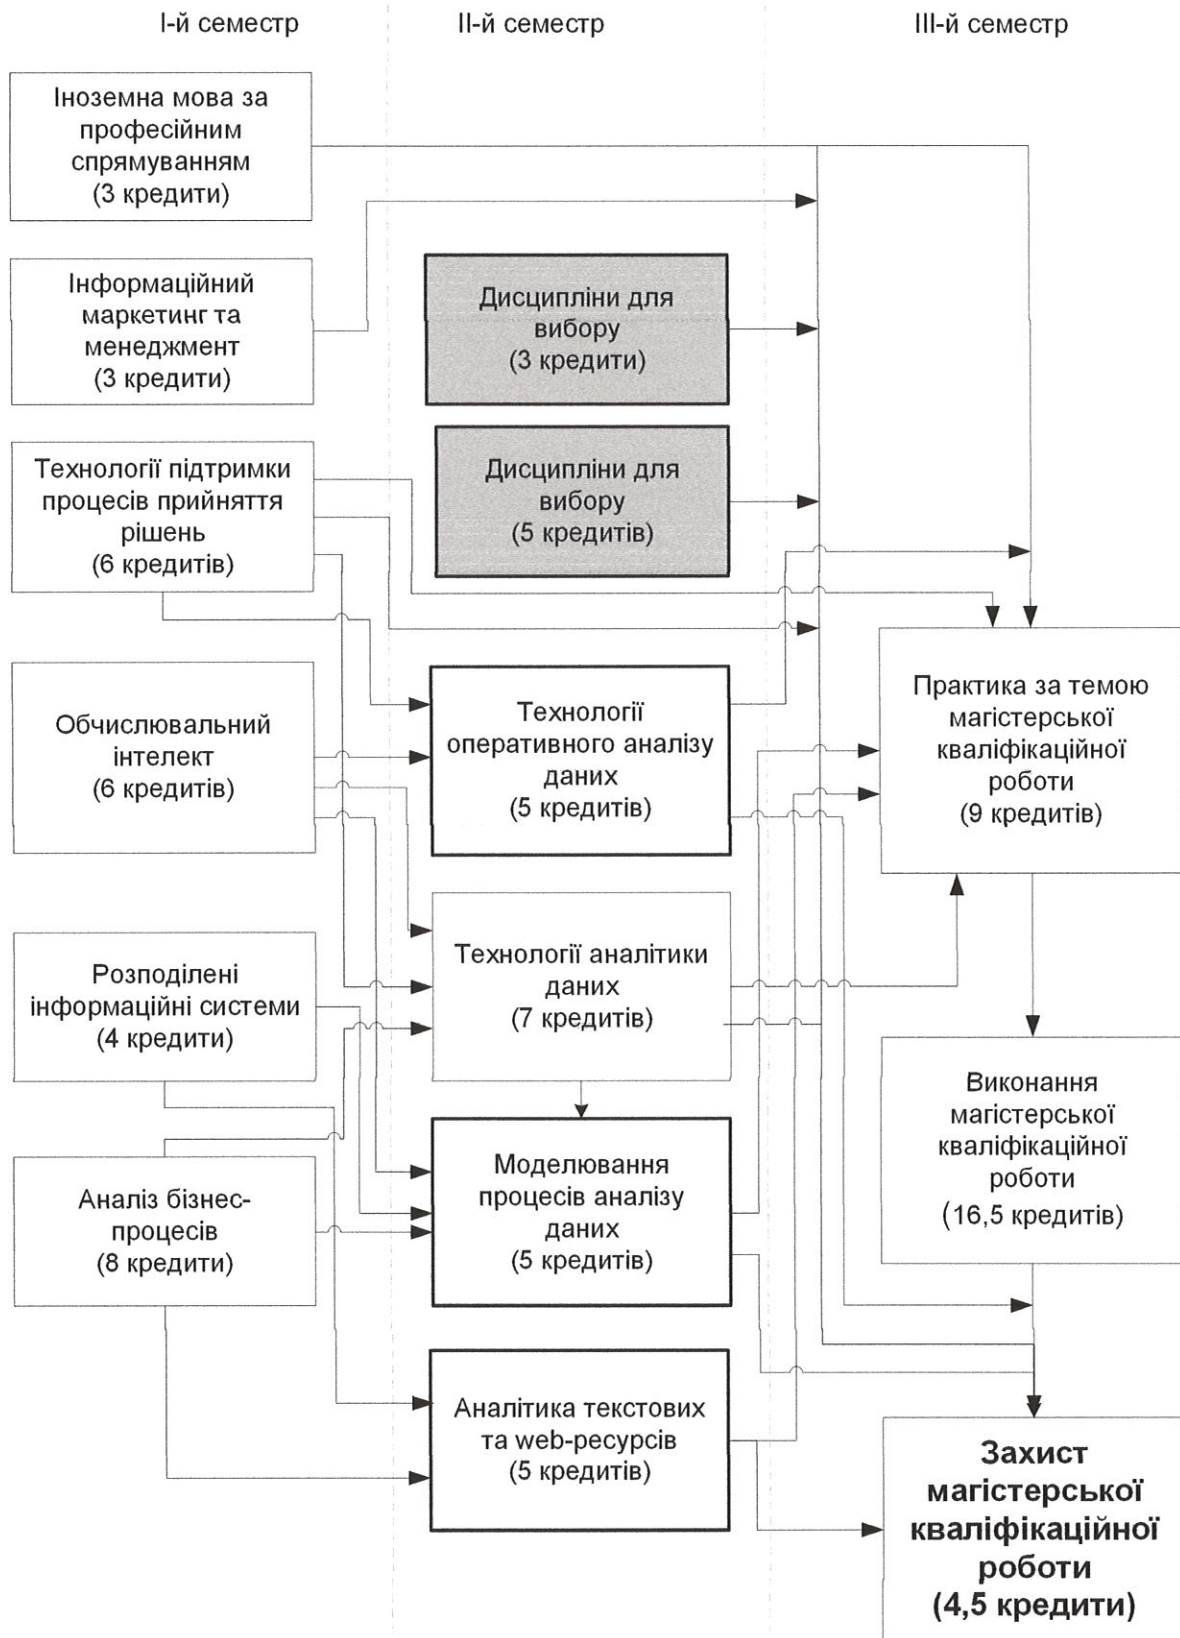 І-й семестр
ІІ-й семестр
ІІІ-й семестр
Іноземна мова за
професійним
спрямуванням
(3 кредити)
Інформаційний
маркетинг та
менеджмент
(3 кредити)
Технології підтримки
процесів прийняття
рішень
(6 кредитів)
Обчислювальний
інтелект
(6 кредитів)
Розподілені
інформаційні системи
(4 кредити)
Аналіз бізнес-
процесів
(8 кредити)
Дисципліни для
вибору
(3 кредити)
Дисципліни для
вибору
(5 кредитів)
Технології
оперативного аналізу
даних
(5 кредитів)
Технології аналітики
даних
(7 кредитів)
Моделювання
процесів аналізу
даних
(5 кредитів)
Аналітика текстових
та web-ресурсів
(5 кредитів)
Практика за темою
магістерської
кваліфікаційної
роботи
(9 кредитів)
Виконання
магістерської
кваліфікаційної
роботи
(16,5 кредитів)
Захист
магістерської
кваліфікаційної
роботи
(4,5 кредити)